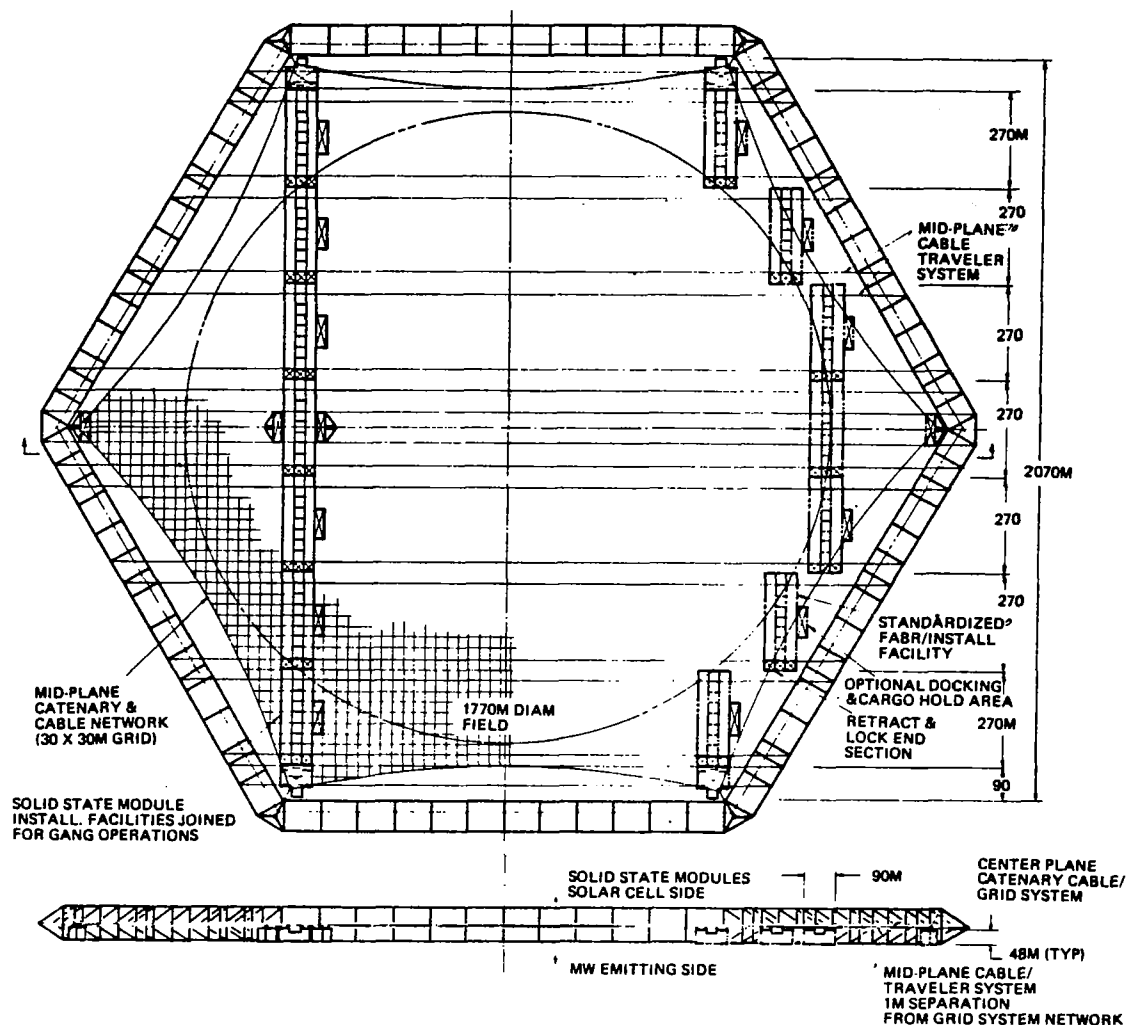 270M
270
MID-PLANE
CABLE
TRAVELER
SYSTEM
270
270
2070M
270
270
STANDARDIZED
FABR/INSTALL
FACILITY
OPTIONAL DOCKING
& CARGO HOLD AREA
RETRACT &
LOCK END
SECTION
270M
90
MID-PLANE
CATENARY &
CABLE NETWORK
(30 X 30M GRID)
1770M DIAM
FIELD
SOLID STATE MODULE
INSTALL. FACILITIES JOINED
FOR GANG OPERATIONS
SOLID STATE MODULES
SOLAR CELL SIDE
90M
CENTER PLANE
CATENARY CABLE/
GRID SYSTEM
48M (TYP)
MW EMITTING SIDE
MID-PLANE CABLE/
TRAVELER SYSTEM
1M SEPARATION
FROM GRID SYSTEM NETWORK